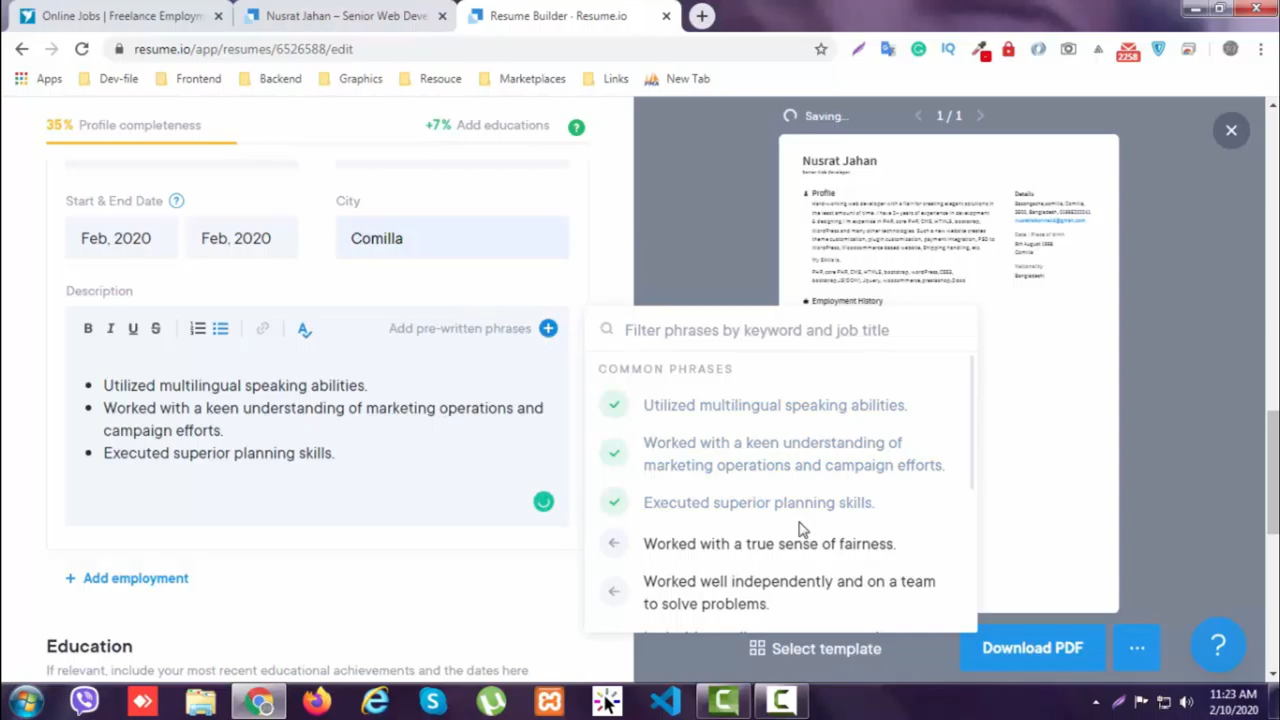 Online Jobs | Freelance Employm
Nusrat Jahan – Senior Web Deve
Resume Builder · Resume.io
resume.io/app/resumes/6526588/edit
IQ
2258
Apps
Dev-file
Frontend
Backend
Graphics
Resouce
Marketplaces
Links
New Tab
35% Profile completeness
+7% Add educations
?
Saving...
1 / 1
Start & End Date ?
City
Feb, 2020
Feb, 2020
Comilla
Description
B I U S
Add pre-written phrases
Utilized multilingual speaking abilities.
Worked with a keen understanding of marketing operations and
campaign efforts.
Executed superior planning skills.
+ Add employment
Education
If relevant, include your most recent educational achievements and the dates here
Nusrat Jahan
Senior Web Developer
Profile
Details
Nationality
Bangladesh
Employment History
Filter phrases by keyword and job title
COMMON PHRASES
Utilized multilingual speaking abilities.
Worked with a keen understanding of
marketing operations and campaign efforts.
Executed superior planning skills.
Worked with a true sense of fairness.
Worked well independently and on a team
to solve problems.
Select template
Download PDF
...
?
11:23 AM
2/10/2020